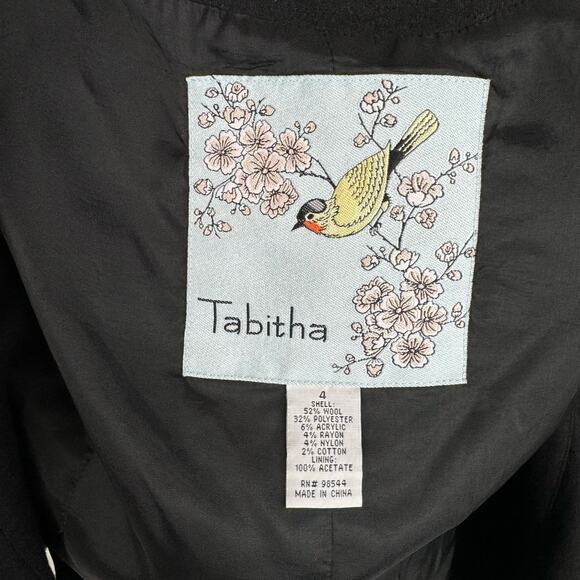 Tabitha
4
SHELL:
52% WOOL
32% POLYESTER
6% ACRYLIC
4% RAYON
4% NYLON
2% COTTON
LINING:
100% ACETATE
RN# 98544
MADE IN CHINA